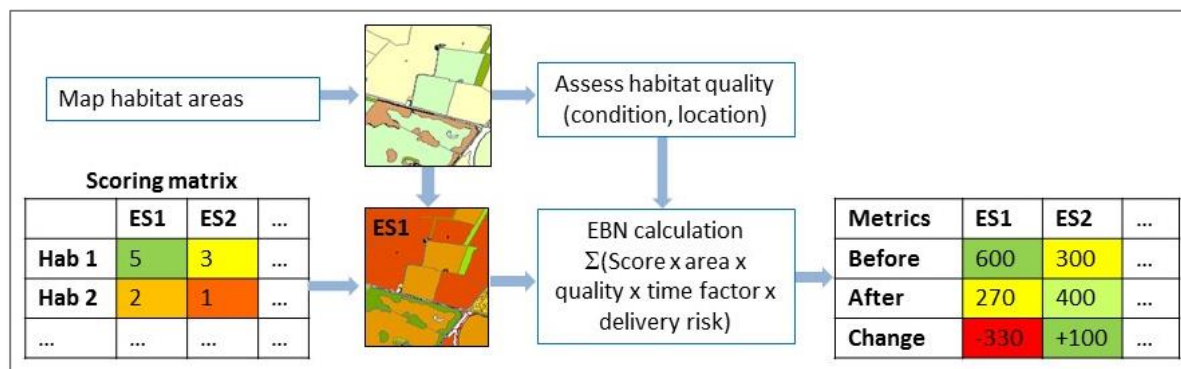 Map habitat areas
Assess habitat quality
(condition, location)
Scoring matrix
ES1 ES2 ...
Hab 1 5 3 ...
Hab 2 2 1 ...
... ... ... ...
ES1
EBN calculation
Σ(Score x area x
quality x time factor x
delivery risk)
Metrics ES1 ES2 ...
Before 600 300 ...
After 270 400 ...
Change -330 +100 ...